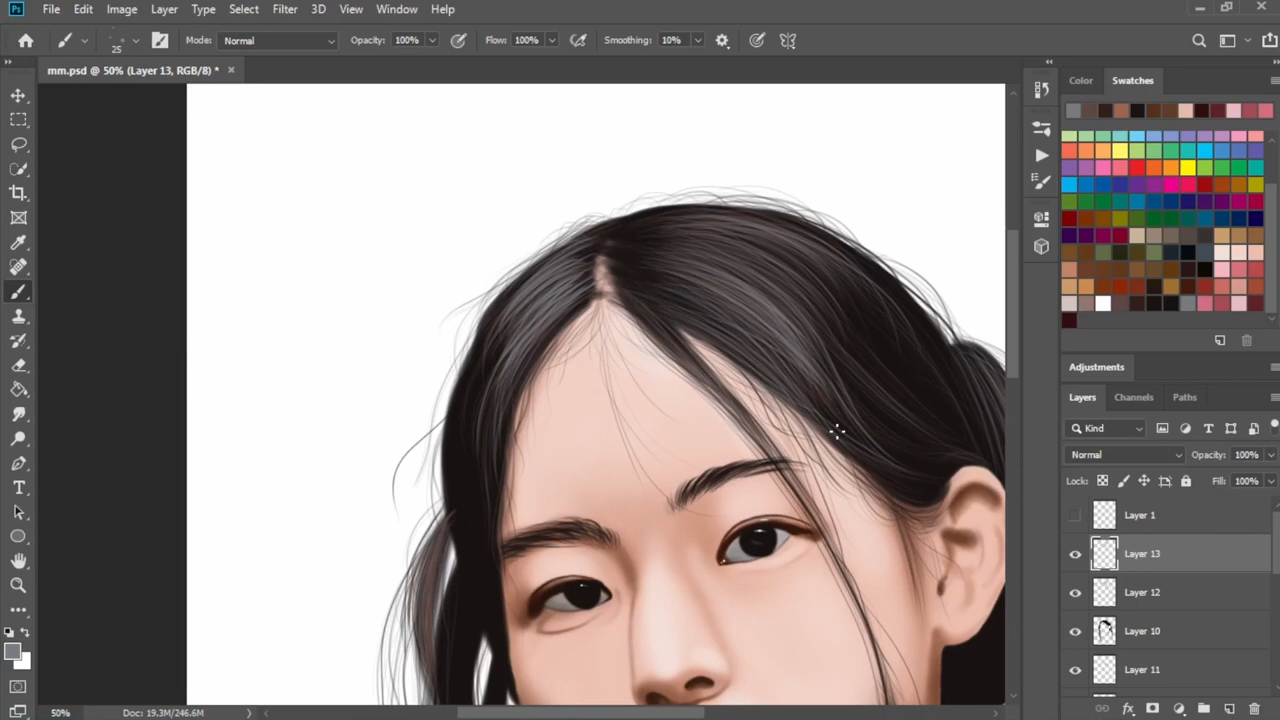 Ps File Edit Image Layer Type Select Filter 3D View Window Help
25 Mode: Normal Opacity: 100% Flow: 100% Smoothing: 10%
mm.psd @ 50% (Layer 13, RGB/8) *
Color Swatches
Adjustments
Layers Channels Paths
Kind
Normal Opacity: 100%
Lock: Fill: 100%
Layer 1
Layer 13
Layer 12
Layer 10
Layer 11
50% Doc: 19.3M/246.6M